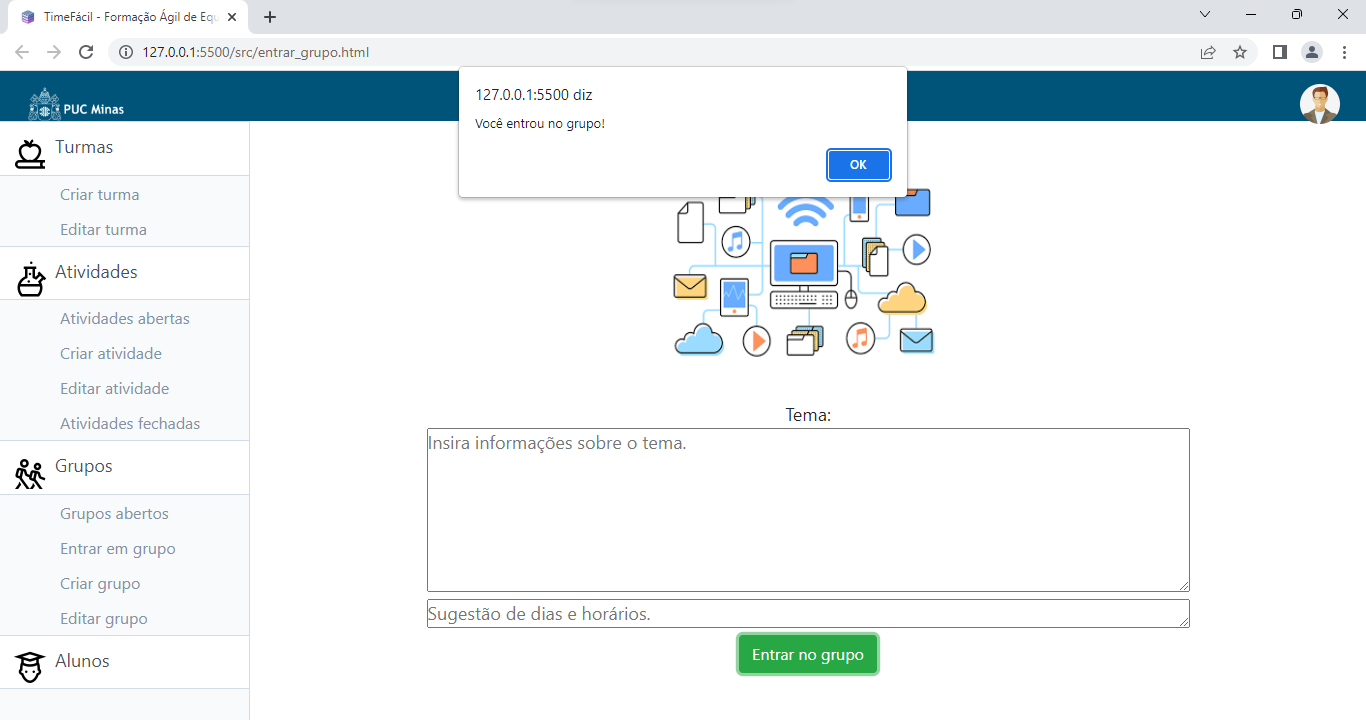 TimeFácil - Formação Ágil de Equ
127.0.0.1:5500/src/entrar_grupo.html
127.0.0.1:5500 diz
Você entrou no grupo!
OK
PUC Minas
Turmas
Criar turma
Editar turma
Atividades
Atividades abertas
Criar atividade
Editar atividade
Atividades fechadas
Grupos
Grupos abertos
Entrar em grupo
Criar grupo
Editar grupo
Alunos
Tema:
Insira informações sobre o tema.
Sugestão de dias e horários.
Entrar no grupo